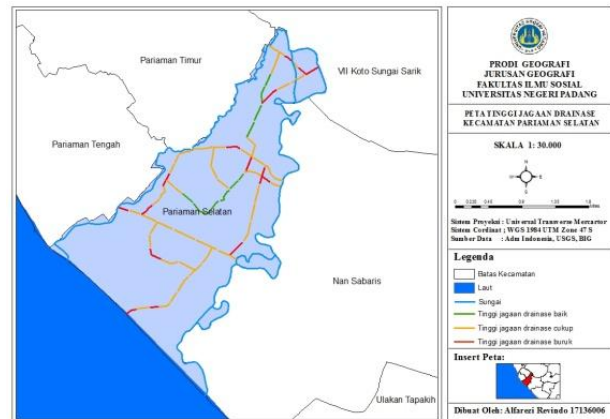 Pariaman Timur
VII Koto Sungai Sarik
Pariaman Tengah
Pariaman Selatan
Nan Sabaris
Ulakan Tapakih
PRODI GEOGRAFI
JURUSAN GEOGRAFI
FAKULTAS ILMU SOSIAL
UNIVERSITAS NEGERI PADANG
PETA TINGGI JAGAAN DRAINASE
KECAMATAN PARIAMAN SELATAN
SKALA 1: 30.000
Sistem Proyeksi : Universal Transverse Mercartor
Sistem Cordinat : WGS 1984 UTM Zone 47 S
Sumber Data : Adm Indonesia, USGS, BIG
Legenda
Batas Kecamatan
Laut
Sungai
Tinggi jagaan drainase baik
Tinggi jagaan drainase cukup
Tinggi jagaan drainase buruk
Insert Peta:
Dibuat Oleh: Alfarezi Revindo 17136006